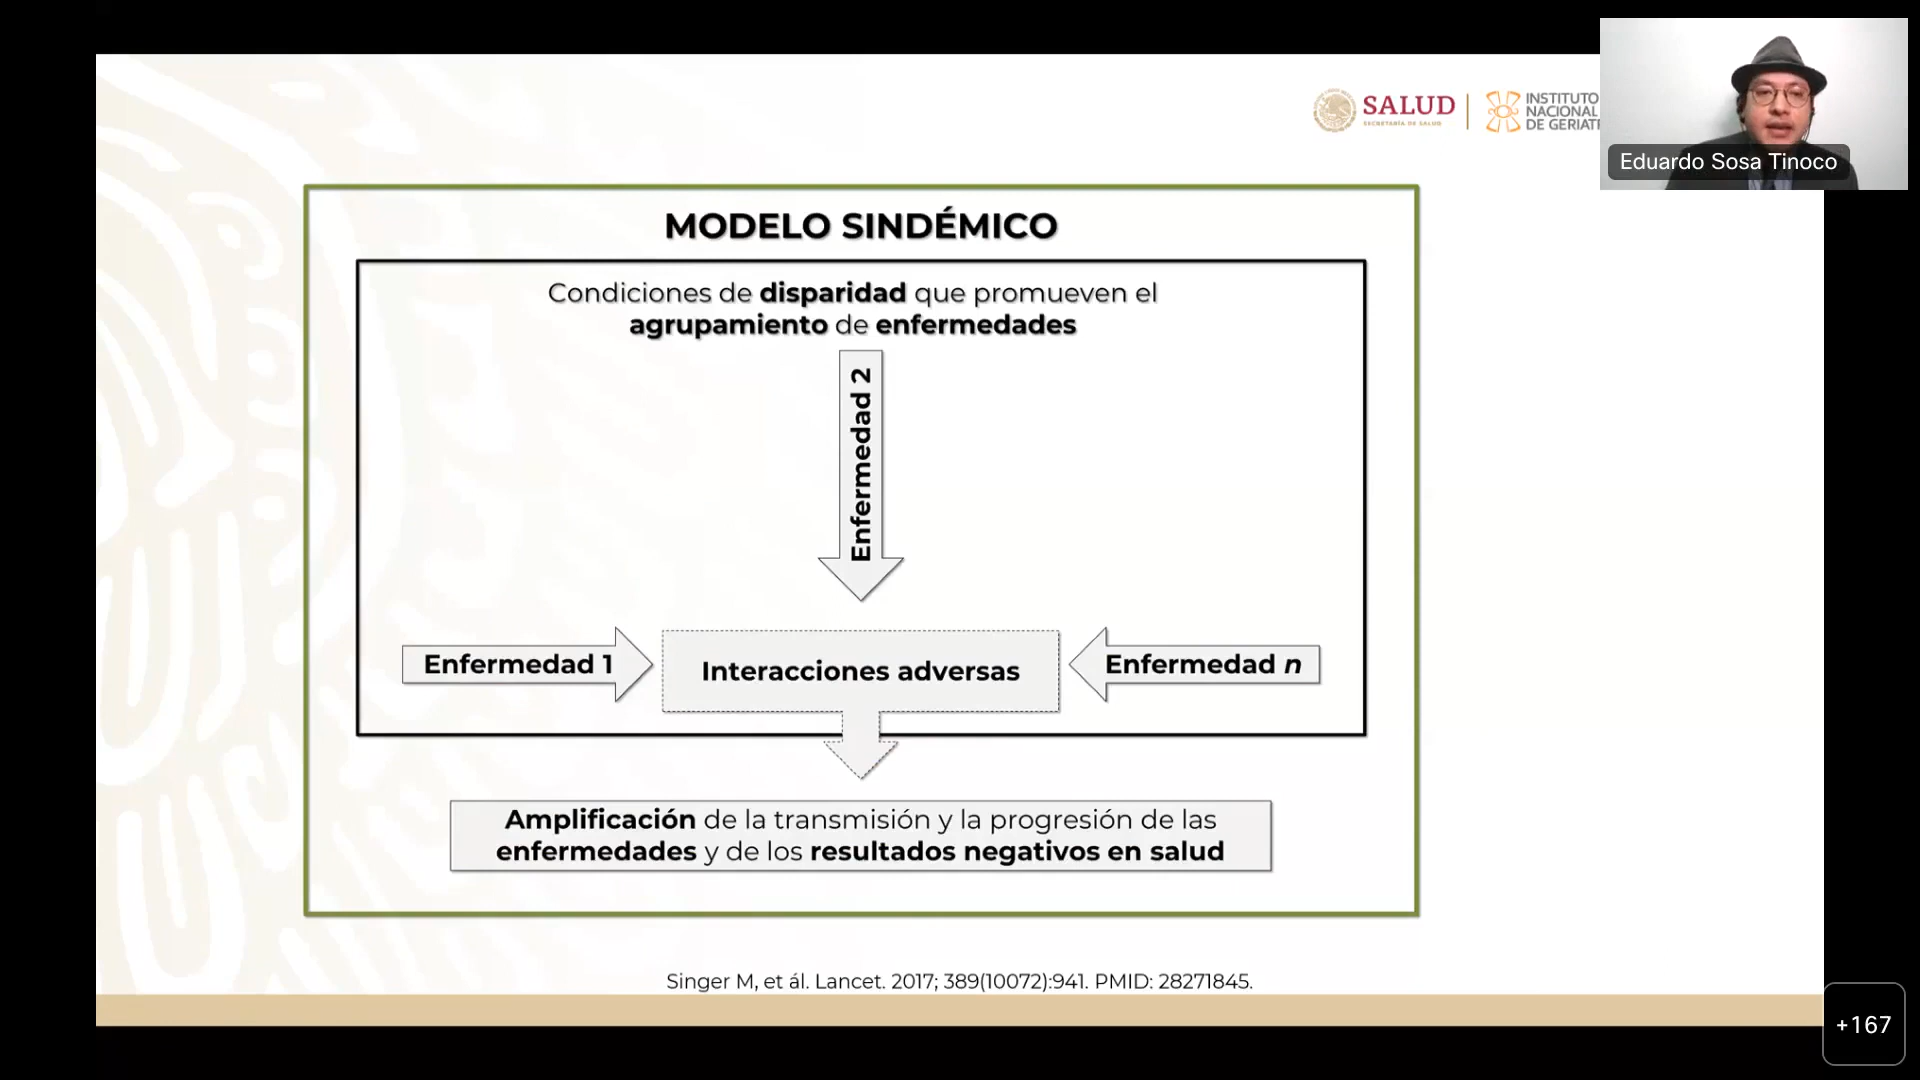 SALUD
SECRETARÍA DE SALUD
INSTITUTO
NACIONAL
DE GERIAT
Eduardo Sosa Tinoco
MODELO SINDÉMICO
Condiciones de disparidad que promueven el
agrupamiento de enfermedades
Enfermedad 2
Enfermedad 1
Interacciones adversas
Enfermedad n
Amplificación de la transmisión y la progresión de las
enfermedades y de los resultados negativos en salud
Singer M, et ál. Lancet. 2017; 389(10072):941. PMID: 28271845.
+167